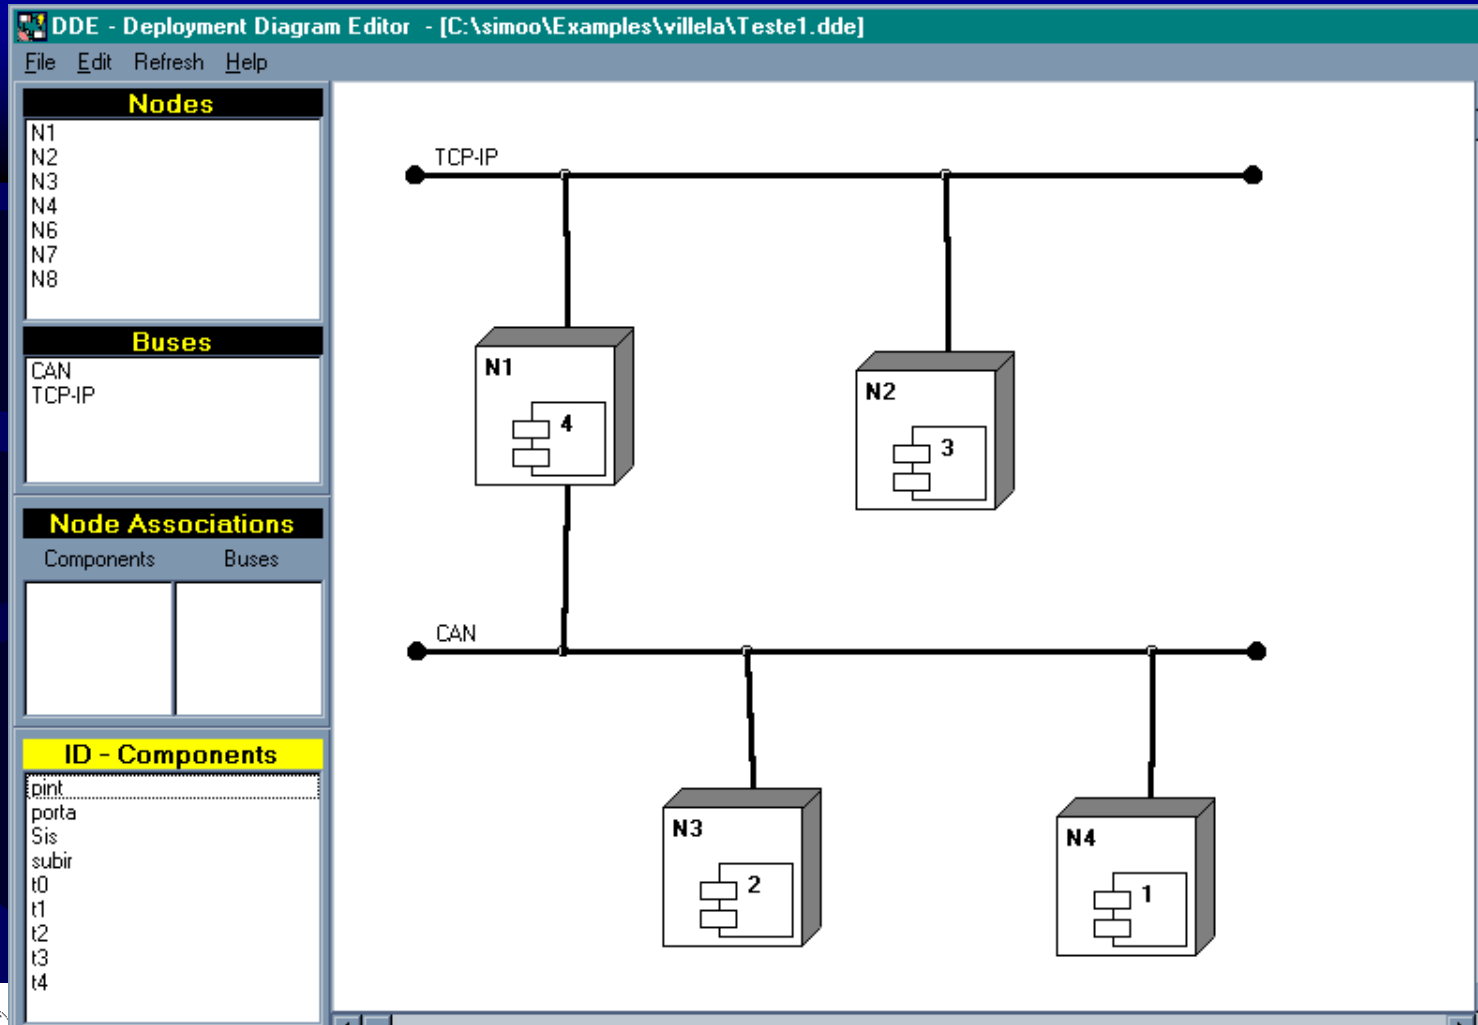 DDE - Deployment Diagram Editor - [C:\simoo\Examples\villela\Teste1.dde]
File Edit Refresh Help
Nodes
N1
N2
N3
N4
N6
N7
N8
Buses
CAN
TCP-IP
Node Associations
Components Buses
ID - Components
pint
porta
Sis
subir
t0
t1
t2
t3
t4
TCP-IP
N1
4
N2
3
CAN
N3
2
N4
1